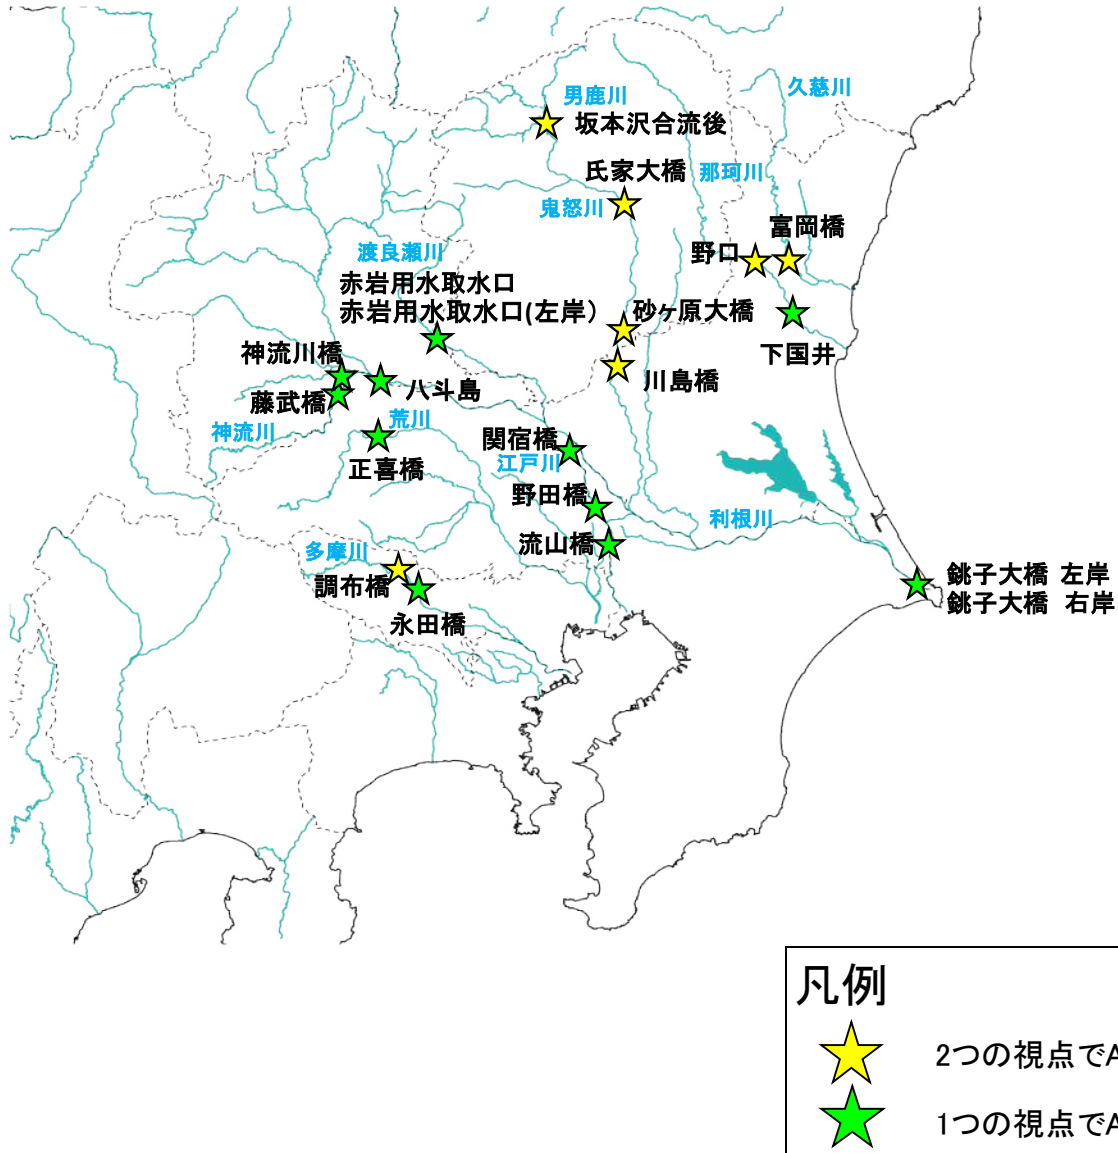 久慈川
男鹿川
坂本沢合流後
氏家大橋
那珂川
鬼怒川
富岡橋
野口
渡良瀬川
赤岩用水取水口
赤岩用水取水口(左岸）
砂ヶ原大橋
下国井
神流川橋
川島橋
八斗島
藤武橋
荒川
神流川
関宿橋
正喜橋
江戸川
野田橋
利根川
流山橋
多摩川
調布橋
銚子大橋 左岸
銚子大橋 右岸
永田橋
凡例
2つの視点でA
1つの視点でA